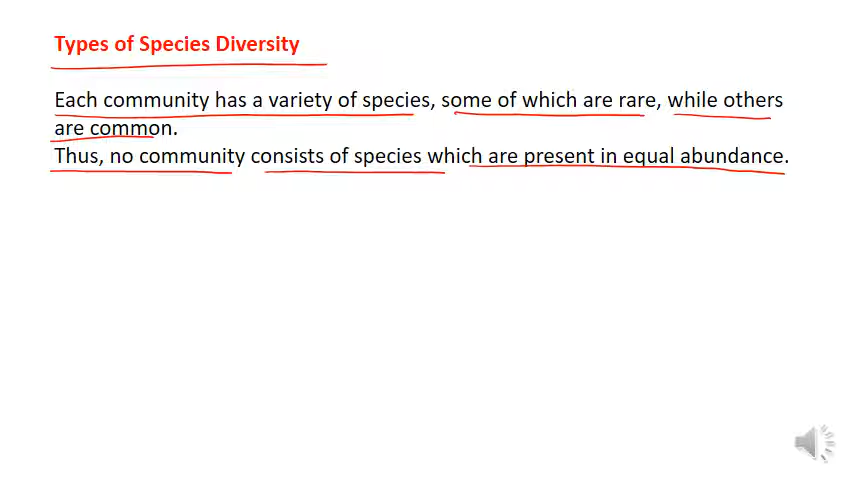 Types of Species Diversity
Each community has a variety of species, some of which are rare, while others
are common.
Thus, no community consists of species which are present in equal abundance.